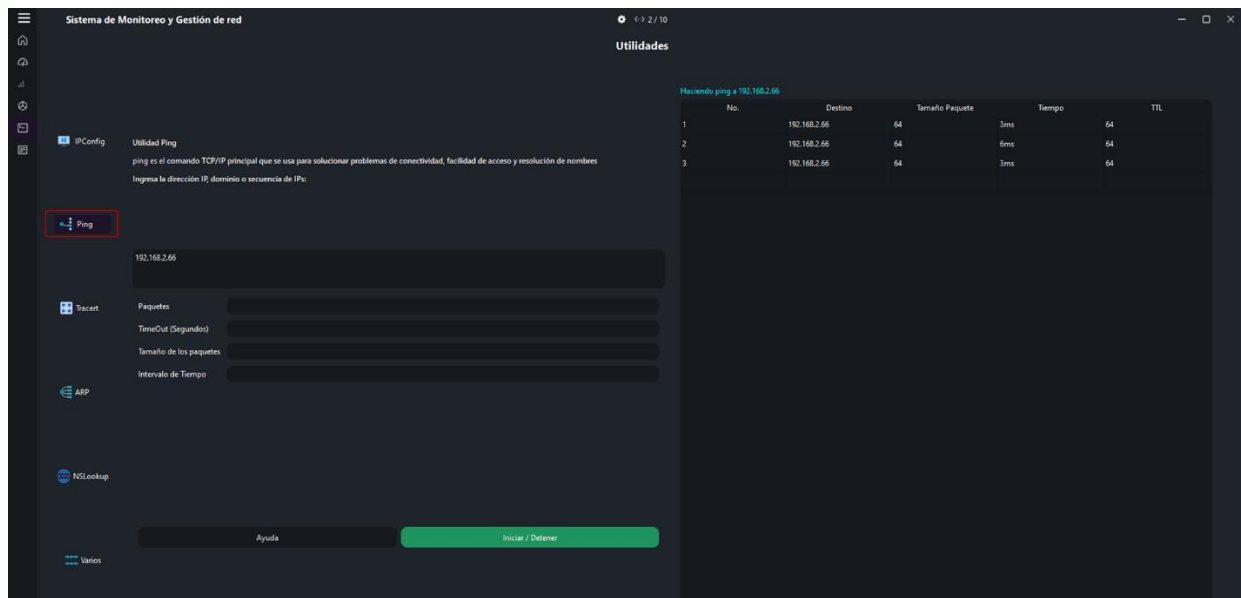 Sistema de Monitoreo y Gestión de red
2 / 10
Utilidades
IPConfig
Ping
Tracert
ARP
NSLookup
Varios
Utilidad Ping
ping es el comando TCP/IP principal que se usa para solucionar problemas de conectividad, facilidad de acceso y resolución de nombres
Ingresa la dirección IP, dominio o secuencia de IPs:
192.168.2.66
Paquetes
TimeOut (Segundos)
Tamaño de los paquetes
Intervalo de Tiempo
Ayuda
Iniciar / Detener
Haciendo ping a 192.168.2.66
No. Destino Tamaño Paquete Tiempo TTL
1 192.168.2.66 64 3ms 64
2 192.168.2.66 64 6ms 64
3 192.168.2.66 64 3ms 64